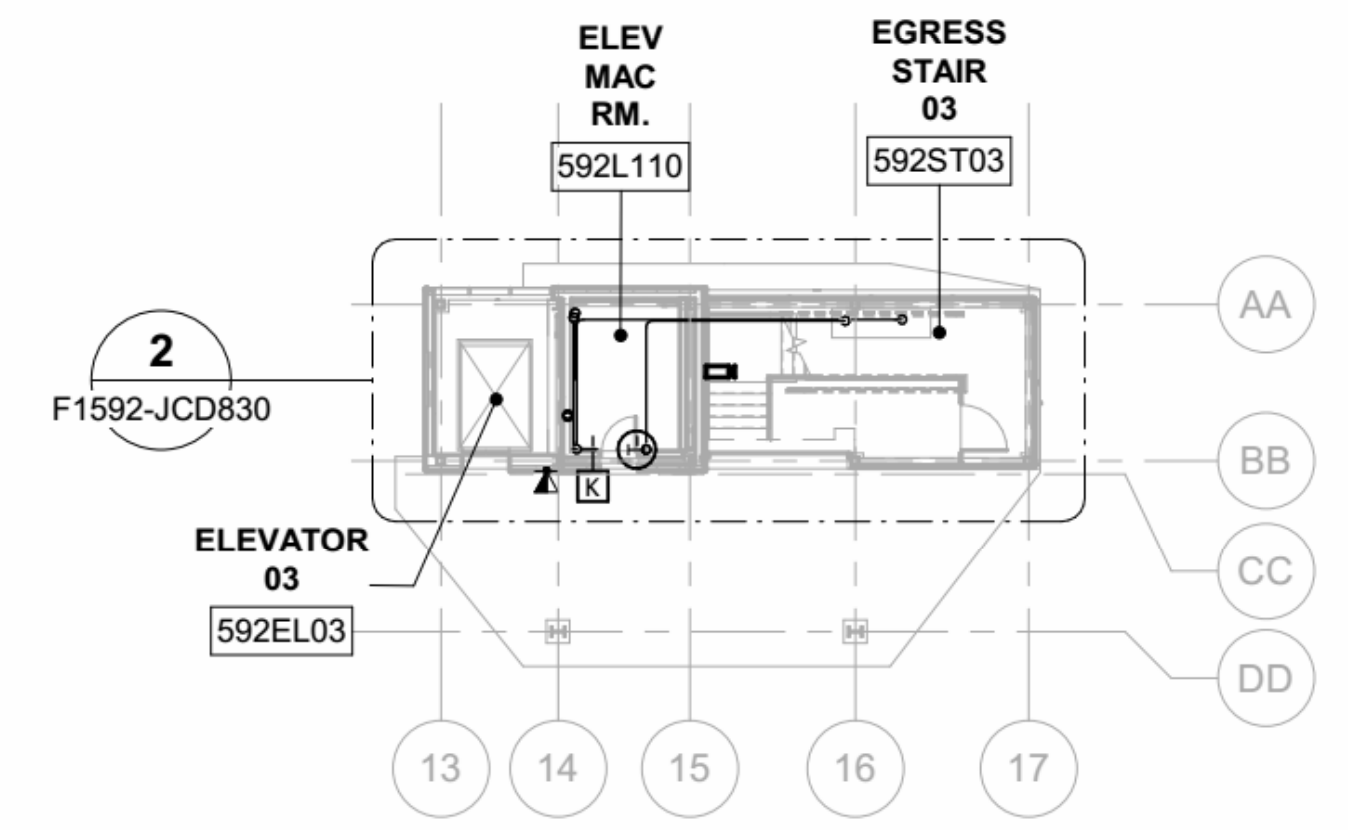 ELEV
MAC
RM.
592L110
EGRESS
STAIR
03
592ST03
2
F1592-JCD830
AA
BB
K
ELEVATOR
03
592EL03
CC
DD
13
14
15
16
17